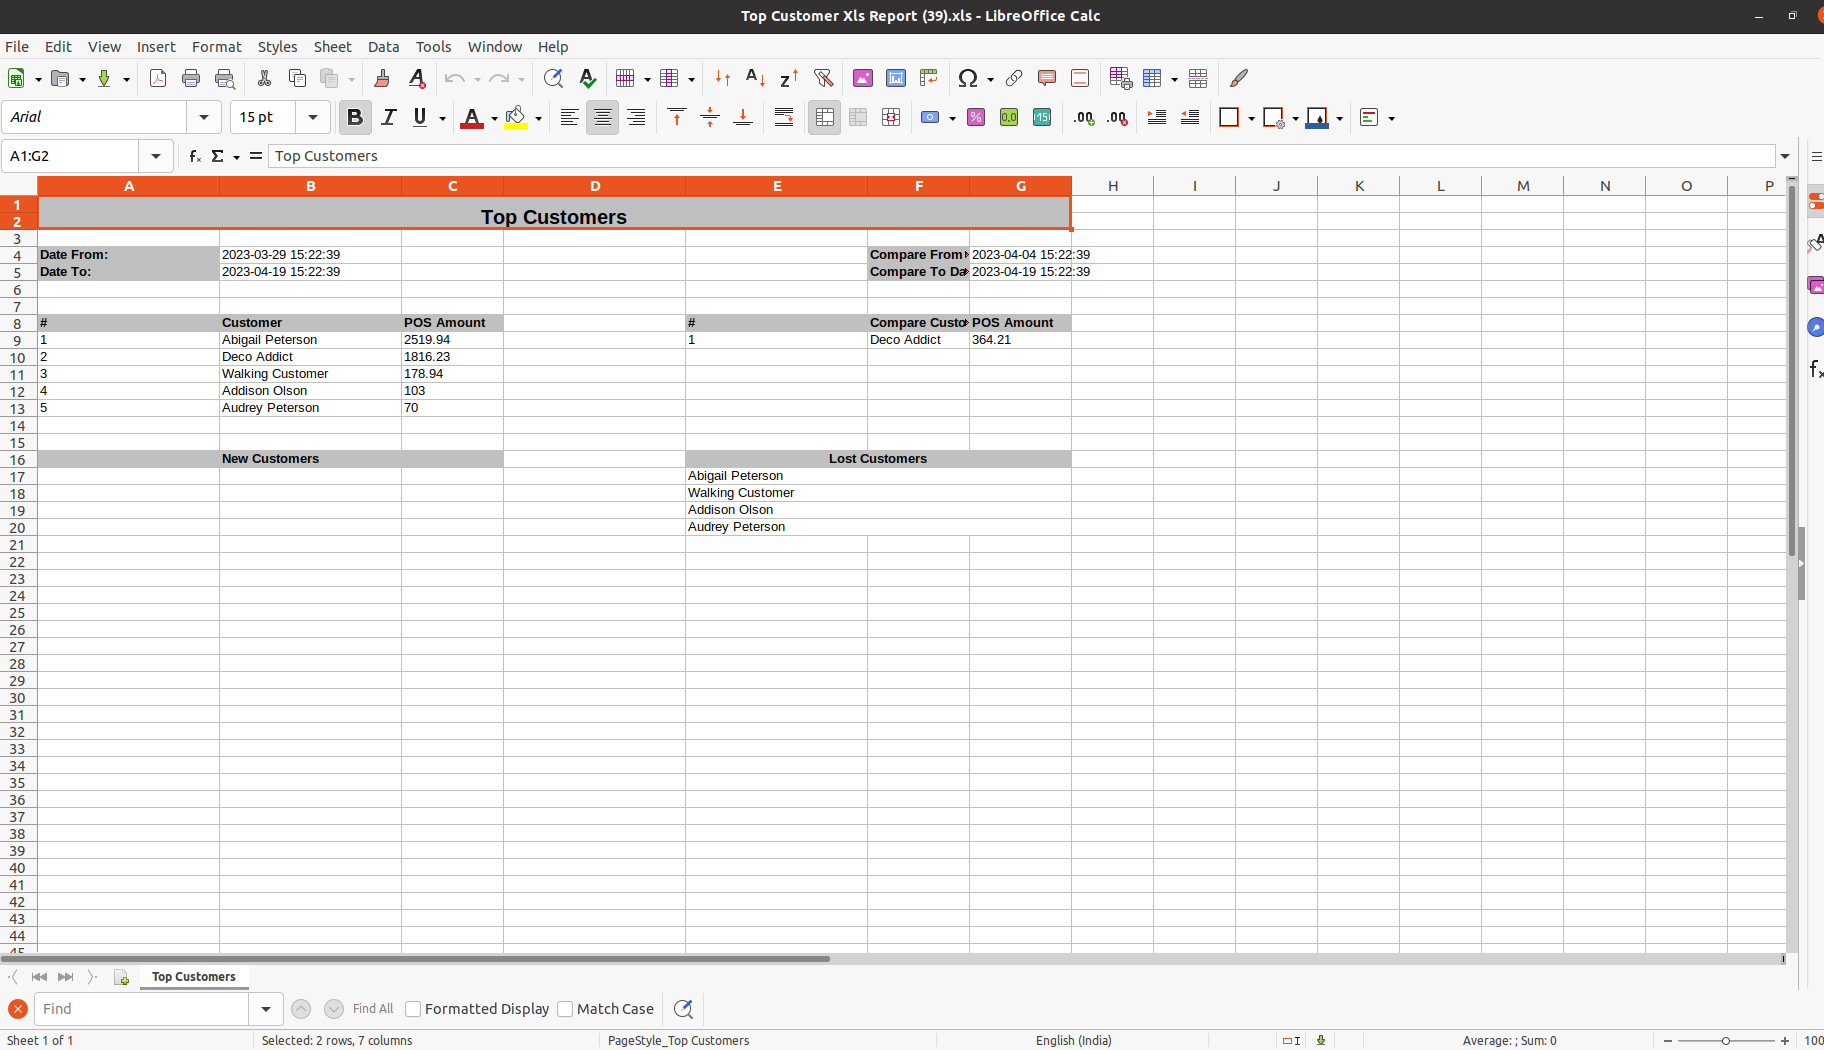 Top Customer Xls Report (39).xls - LibreOffice Calc
File Edit View Insert Format Styles Sheet Data Tools Window Help
Arial 15 pt
A1:G2 Top Customers
A B C D E F G H I J K L M N O P
1
2 Top Customers
3
4 Date From: 2023-03-29 15:22:39 Compare From 2023-04-04 15:22:39
5 Date To: 2023-04-19 15:22:39 Compare To Da 2023-04-19 15:22:39
6
7
8 # Customer POS Amount # Compare Custo POS Amount
9 1 Abigail Peterson 2519.94 1 Deco Addict 364.21
10 2 Deco Addict 1816.23
11 3 Walking Customer 178.94
12 4 Addison Olson 103
13 5 Audrey Peterson 70
14
15
16 New Customers Lost Customers
17 Abigail Peterson
18 Walking Customer
19 Addison Olson
20 Audrey Peterson
21
22
23
24
25
26
27
28
29
30
31
32
33
34
35
36
37
38
39
40
41
42
43
44
45
Top Customers
Find Find All Formatted Display Match Case
Sheet 1 of 1 Selected: 2 rows, 7 columns PageStyle_Top Customers English (India) Average: ; Sum: 0 100